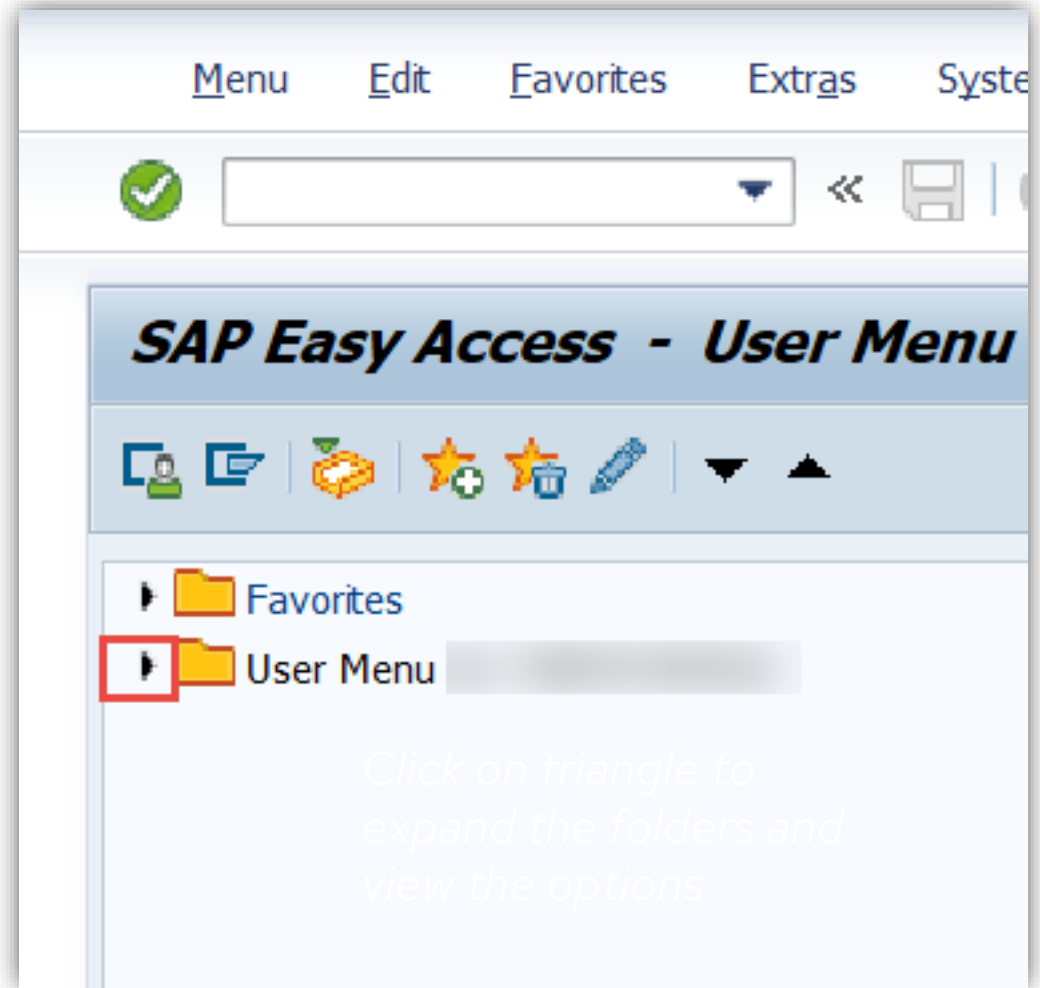 Menu Edit Favorites Extras Syste
SAP Easy Access - User Menu
Favorites
User Menu
Click on triangle to
expand the folders and
view the options